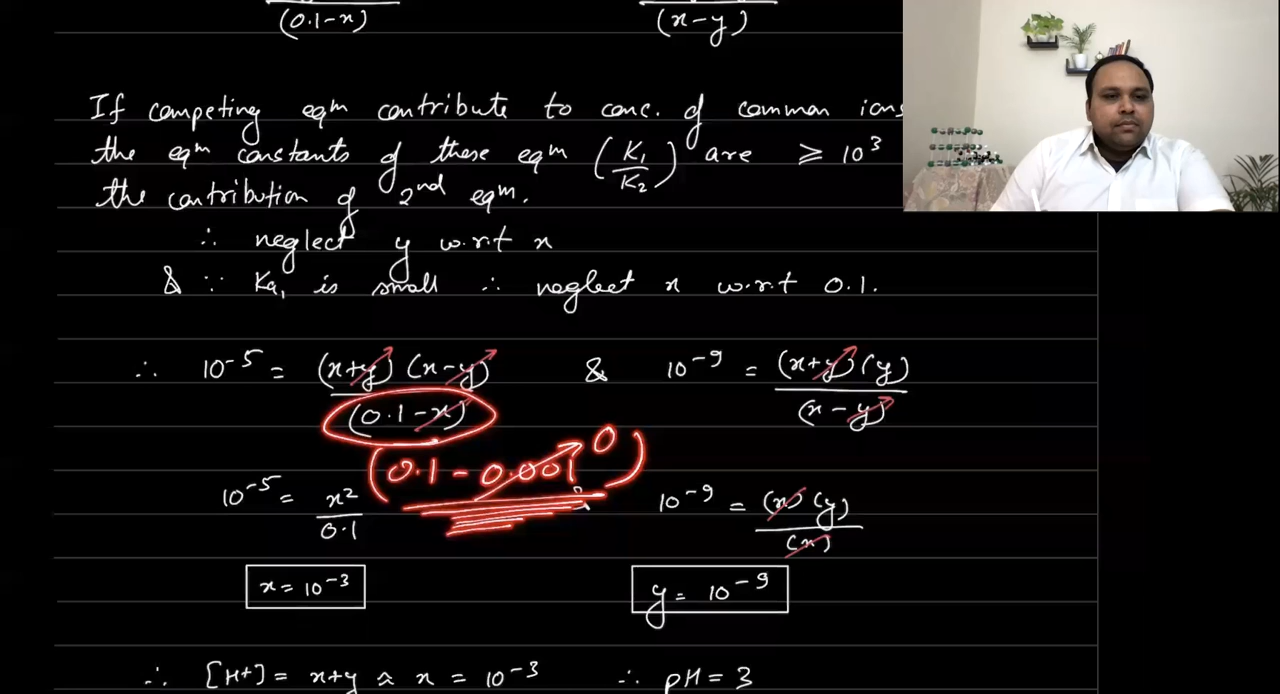 (0.1-x) (x-y)
If competing eqm contribute to conc. of common ions
the eqm constants of these eqm (K₁/K₂) are ≥ 10³
the contribution of 2nd eqm.
∴ neglect y w.r.t x
& ∵ Ka₁ is small ∴ neglect x w.r.t 0.1.
∴ 10⁻⁵ = (x+y)(x-y)/(0.1-x) & 10⁻⁹ = (x+y)(y)/(x-y)
(0.1-0.001 0)
10⁻⁵ = x²/0.1 10⁻⁹ = (x)(y)/(x)
x = 10⁻³ y = 10⁻⁹
∴ [H+] = x+y ≈ x = 10⁻³ ∴ pH = 3